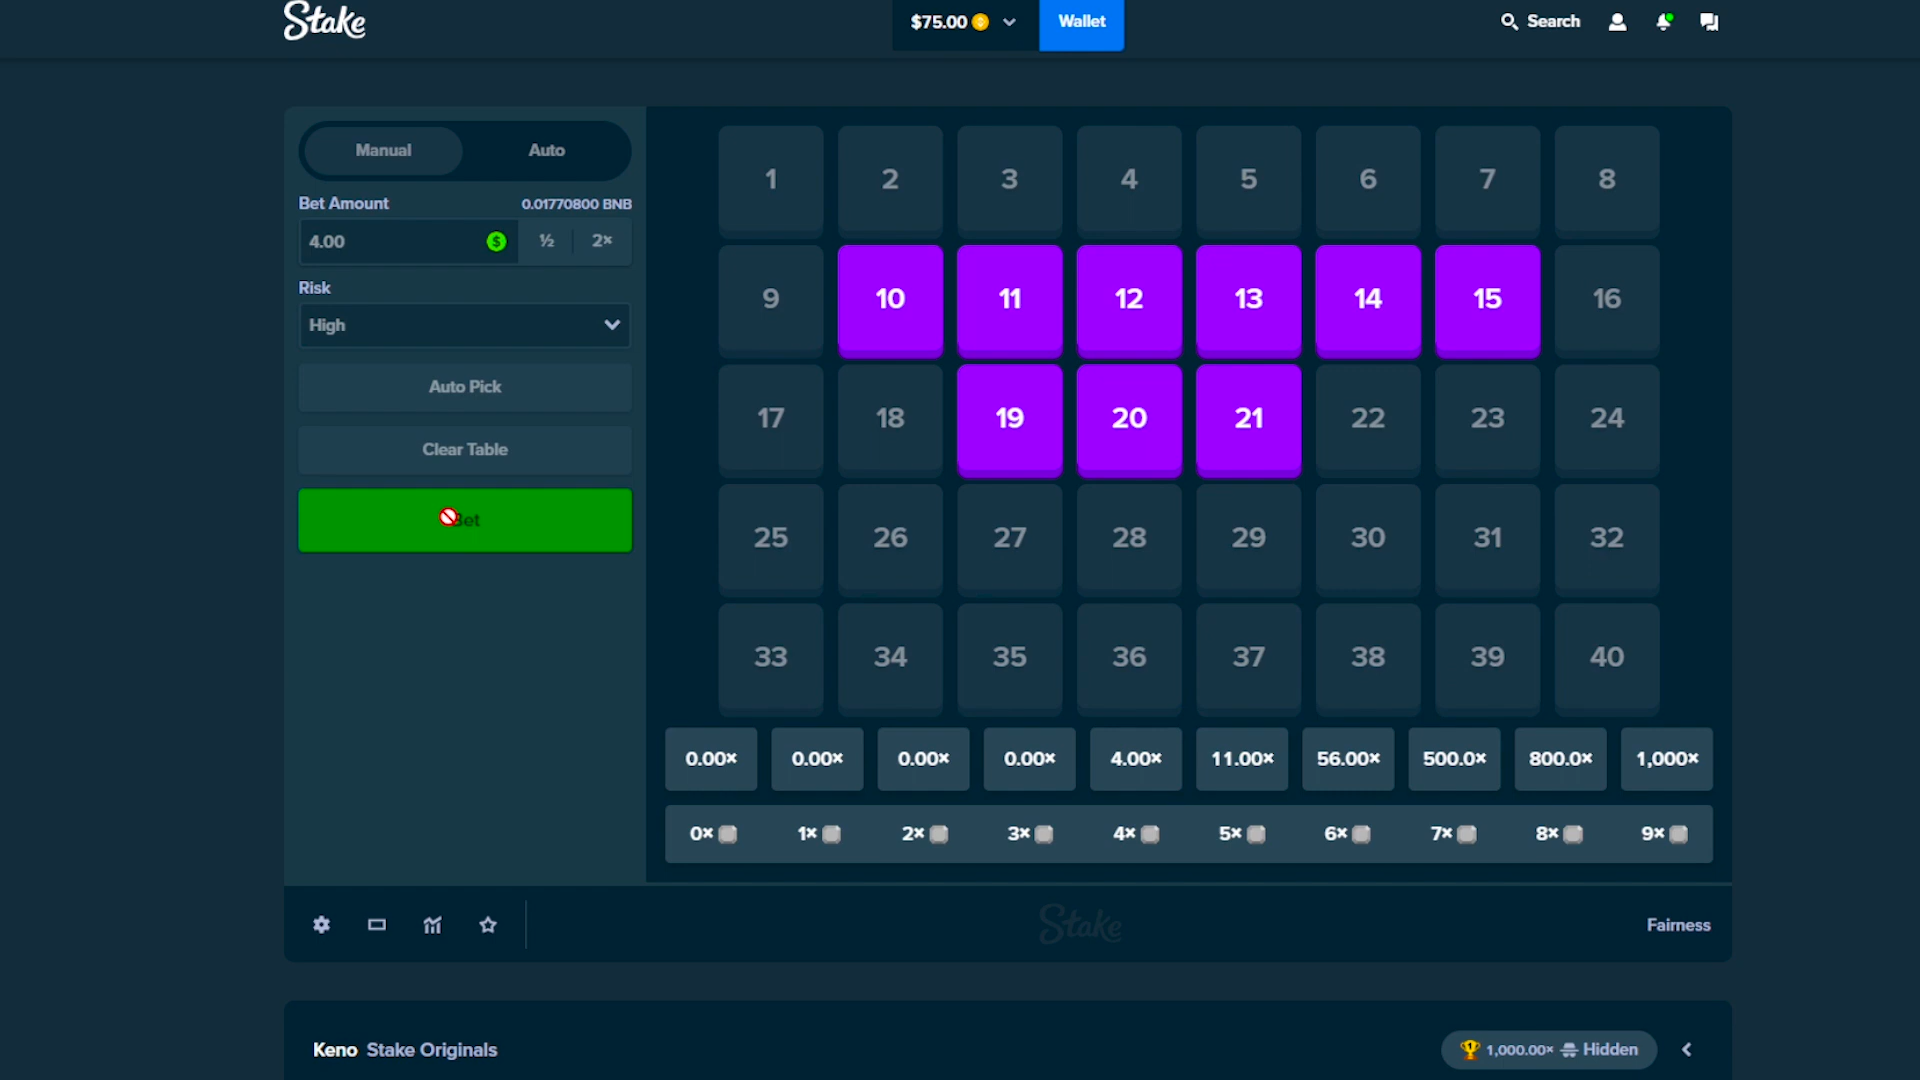 Stake
$75.00
Wallet
Search
Manual
Auto
Bet Amount
0.01770800 BNB
4.00
$
½
2×
Risk
High
Auto Pick
Clear Table
Bet
1 2 3 4 5 6 7 8
9 10 11 12 13 14 15 16
17 18 19 20 21 22 23 24
25 26 27 28 29 30 31 32
33 34 35 36 37 38 39 40
0.00× 0.00× 0.00× 0.00× 4.00× 11.00× 56.00× 500.0× 800.0× 1,000×
0× 1× 2× 3× 4× 5× 6× 7× 8× 9×
Stake
Fairness
Keno Stake Originals
1
1,000.00× Hidden